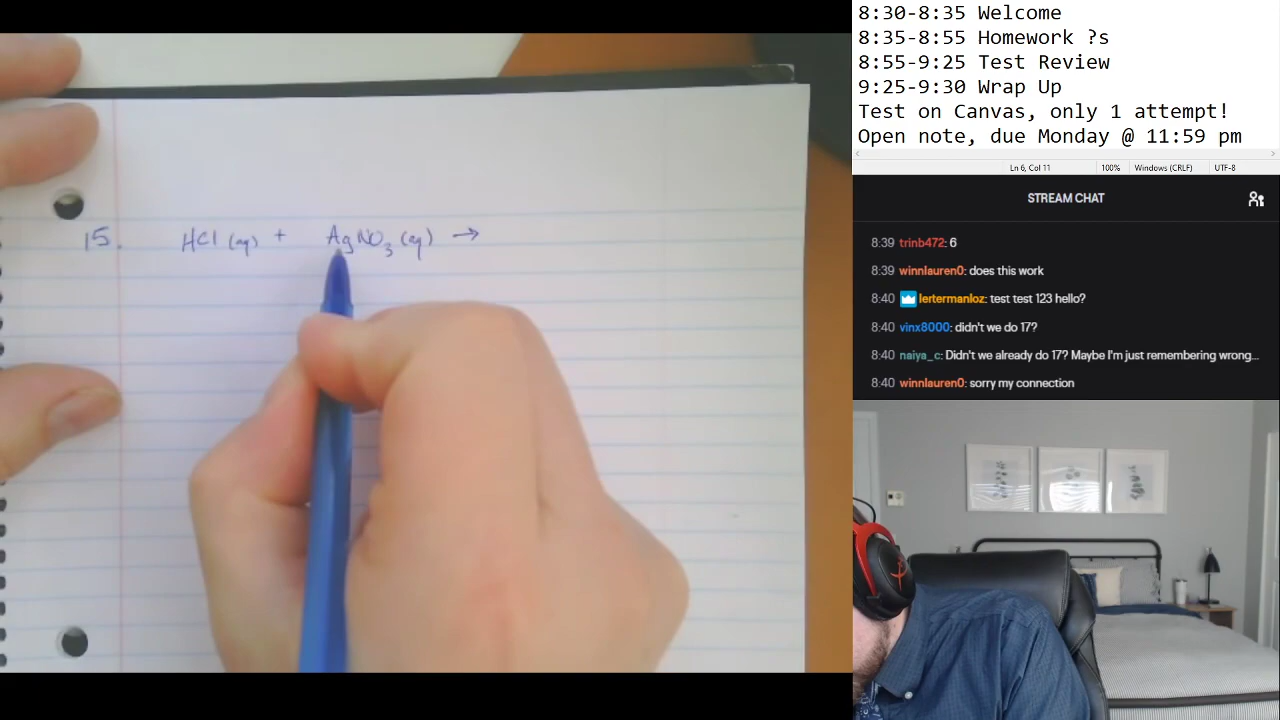 15. HCl (aq) + AgNO3 (aq) →
8:30-8:35 Welcome
8:35-8:55 Homework ?s
8:55-9:25 Test Review
9:25-9:30 Wrap Up
Test on Canvas, only 1 attempt!
Open note, due Monday @ 11:59 pm
Ln 6, Col 11 100% Windows (CRLF) UTF-8
STREAM CHAT
8:39 trinb472: 6
8:39 winnlauren0: does this work
8:40 lertermanloz: test test 123 hello?
8:40 vinx8000: didn't we do 17?
8:40 naiya_c: Didn't we already do 17? Maybe I'm just remembering wrong...
8:40 winnlauren0: sorry my connection